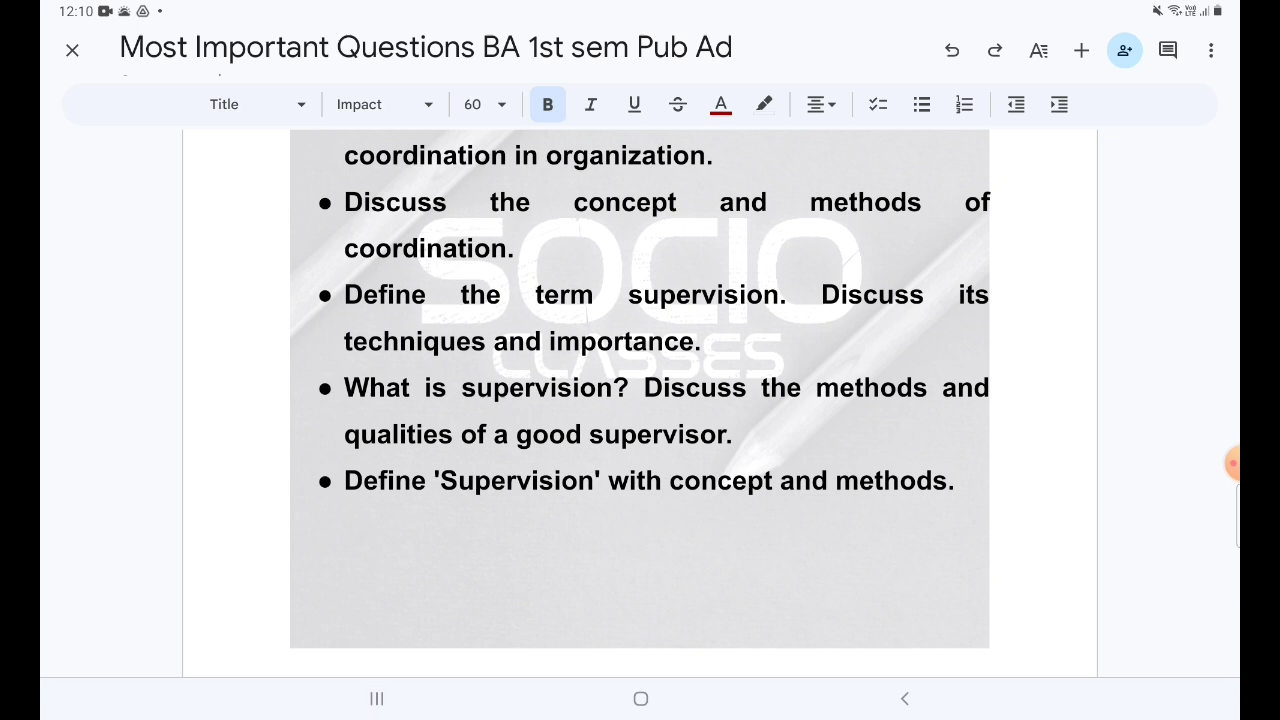 12:10
Most Important Questions BA 1st sem Pub Ad
Title Impact 60 B I U S A
coordination in organization.
● Discuss the concept and methods of
coordination.
● Define the term supervision. Discuss its
techniques and importance.
● What is supervision? Discuss the methods and
qualities of a good supervisor.
● Define 'Supervision' with concept and methods.
SOCIO
CLASSES